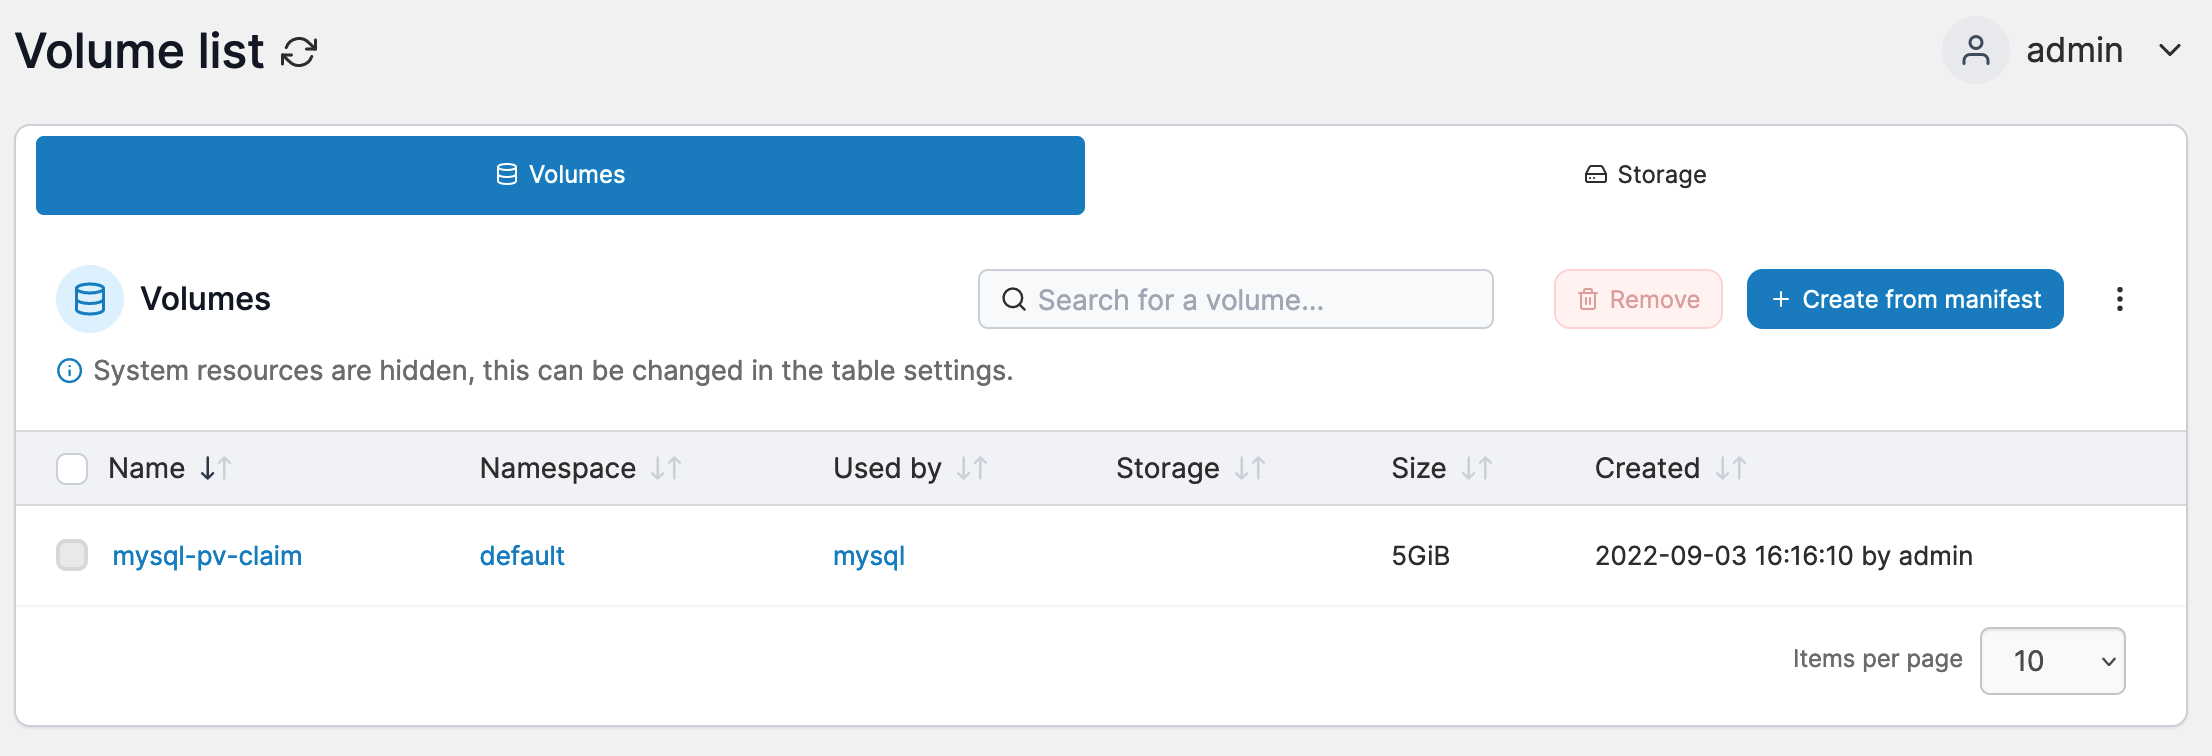 Volume list
admin
Volumes
Storage
Volumes
Search for a volume...
Remove
+ Create from manifest
System resources are hidden, this can be changed in the table settings.
Name Namespace Used by Storage Size Created
mysql-pv-claim default mysql 5GiB 2022-09-03 16:16:10 by admin
Items per page 10